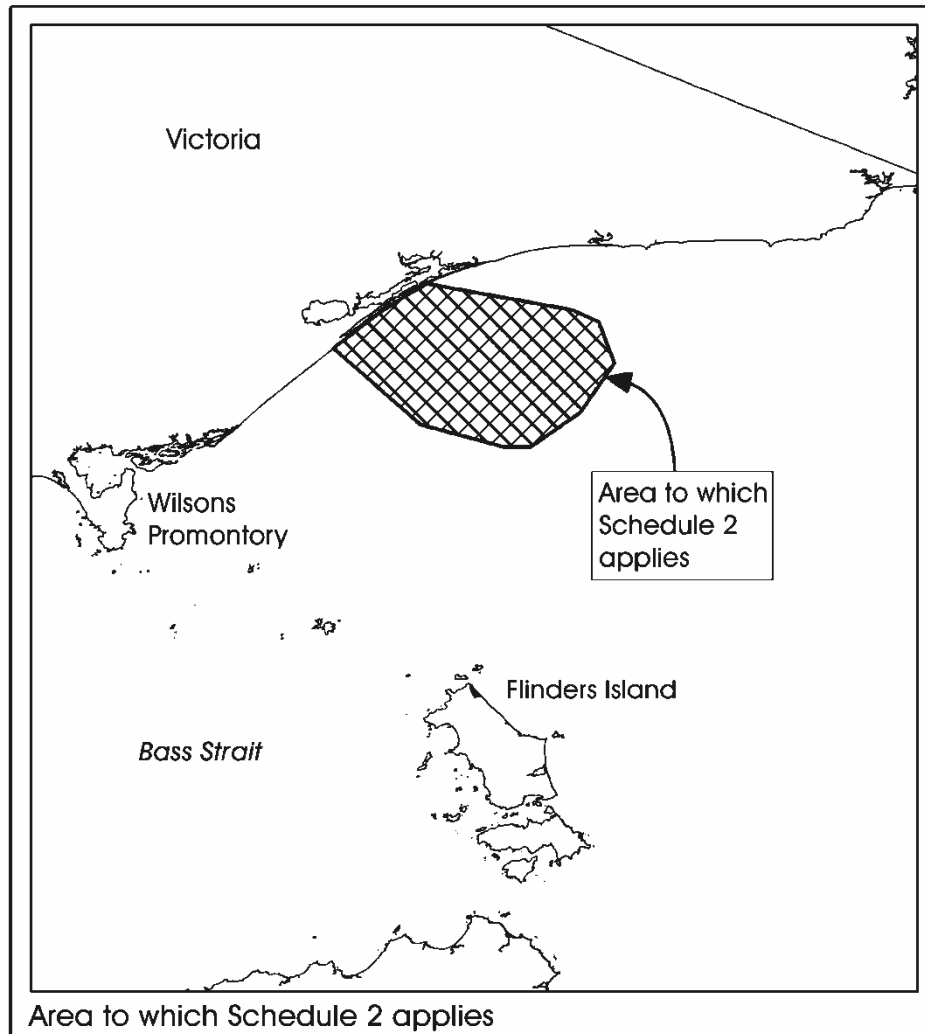 Victoria
Wilsons
Promontory
Area to which
Schedule 2
applies
Flinders Island
Bass Strait
Area to which Schedule 2 applies